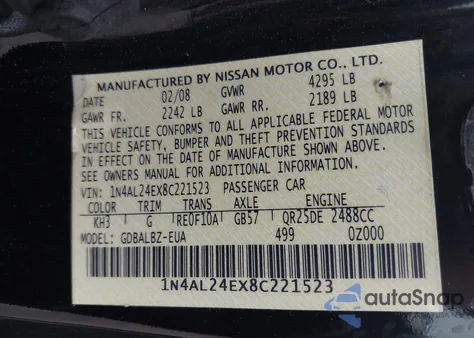 MANUFACTURED BY NISSAN MOTOR CO., LTD.
DATE 02/08 GVWR 4295 LB
GAWR FR. 2242 LB GAWR RR. 2189 LB
THIS VEHICLE CONFORMS TO ALL APPLICABLE FEDERAL MOTOR
VEHICLE SAFETY, BUMPER AND THEFT PREVENTION STANDARDS
IN EFFECT ON THE DATE OF MANUFACTURE SHOWN ABOVE.
SEE OWNERS MANUAL FOR ADDITIONAL INFORMATION.
VIN: 1N4AL24EX8C221523 PASSENGER CAR
COLOR TRIM TRANS AXLE ENGINE
KH3 G RE0F10A GB57 QR25DE 2488CC
MODEL: GDBALBZ-EUA 499 0Z000
1N4AL24EX8C221523
autoSnap